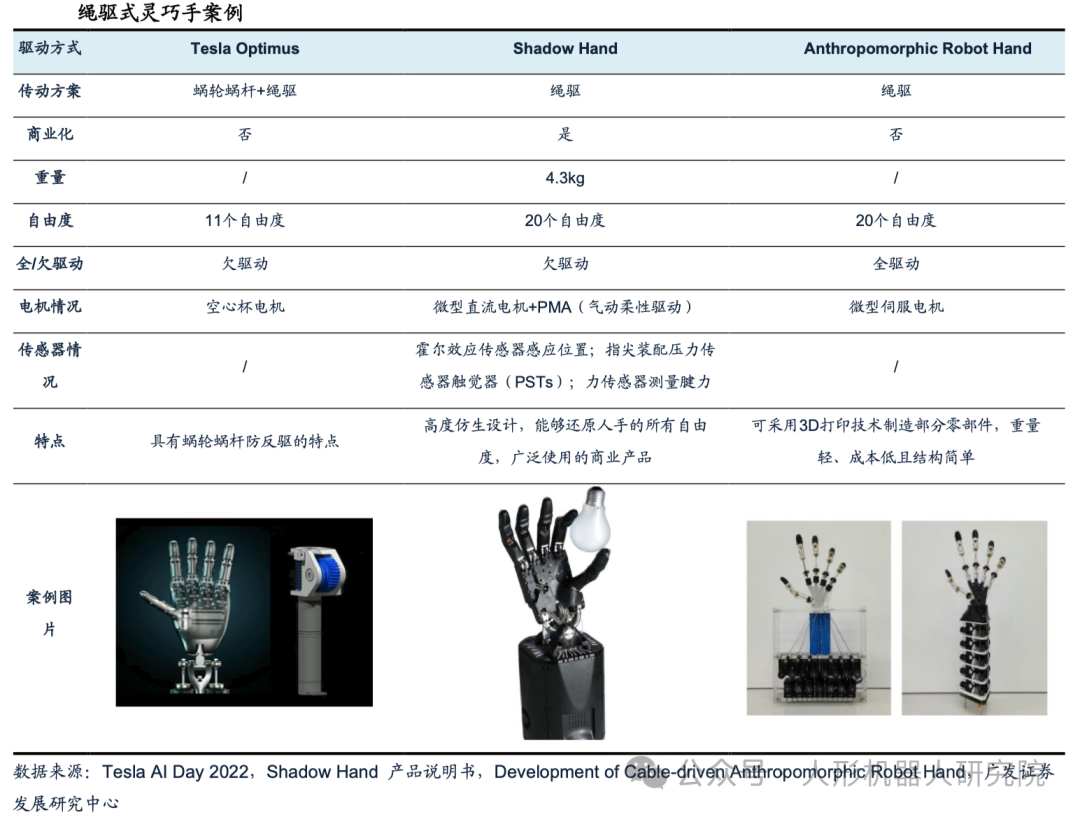 绳驱式灵巧手案例
驱动方式 Tesla Optimus Shadow Hand Anthropomorphic Robot Hand
传动方案 蜗轮蜗杆+绳驱 绳驱 绳驱
商业化 否 是 否
重量 / 4.3kg /
自由度 11个自由度 20个自由度 20个自由度
全/欠驱动 欠驱动 欠驱动 全驱动
电机情况 空心杯电机 微型直流电机+PMA（气动柔性驱动） 微型伺服电机
传感器情 霍尔效应传感器感应位置；指尖装配压力传
况 / 感器触觉器（PSTs）；力传感器测量腱力 /
特点 具有蜗轮蜗杆防反驱的特点 高度仿生设计，能够还原人手的所有自由 可采用3D打印技术制造部分零部件，重量
度，广泛使用的商业产品 轻、成本低且结构简单
案例图
片
数据来源：Tesla AI Day 2022，Shadow Hand 产品说明书，Development of Cable-driven Anthropomorphic Robot Hand，广发证券
发展研究中心
公众号 · 人形机器人研究院